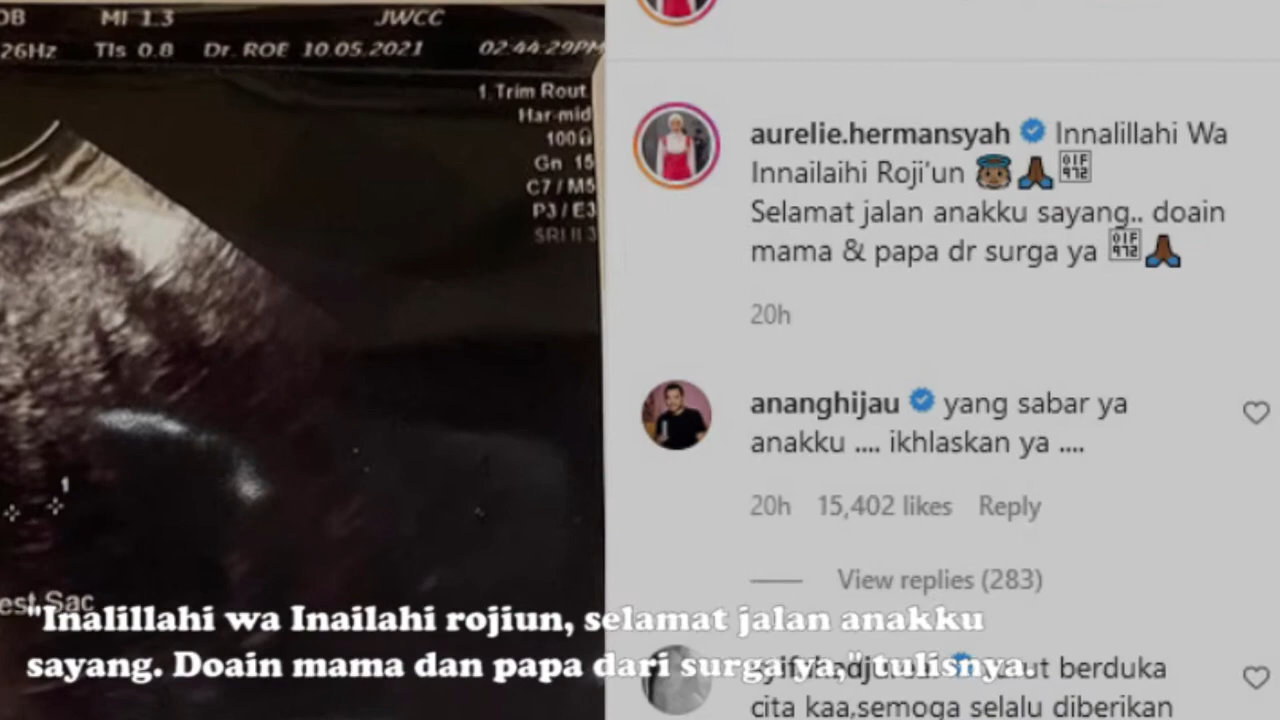 MI 1.3
JWCC
26Hz
TIs 0.8
Dr. ROE
10.05.2021
02:44:29PM
1 Trim Rout
Har-mid
100
Gn 15
C7 / M5
P3 / E3
SRI II 3
1
aurelie.hermansyah Innalillahi Wa
Innailaihi Roji'un
Selamat jalan anakku sayang.. doain
mama & papa dr surga ya
20h
ananghijau yang sabar ya
anakku .... ikhlaskan ya ....
20h 15,402 likes Reply
View replies (283)
"Inalillahi wa Inailahi rojiun, selamat jalan anakku
sayang. Doain mama dan papa dari surga ya," tulisnya.
berduka
cita kaa,semoga selalu diberikan